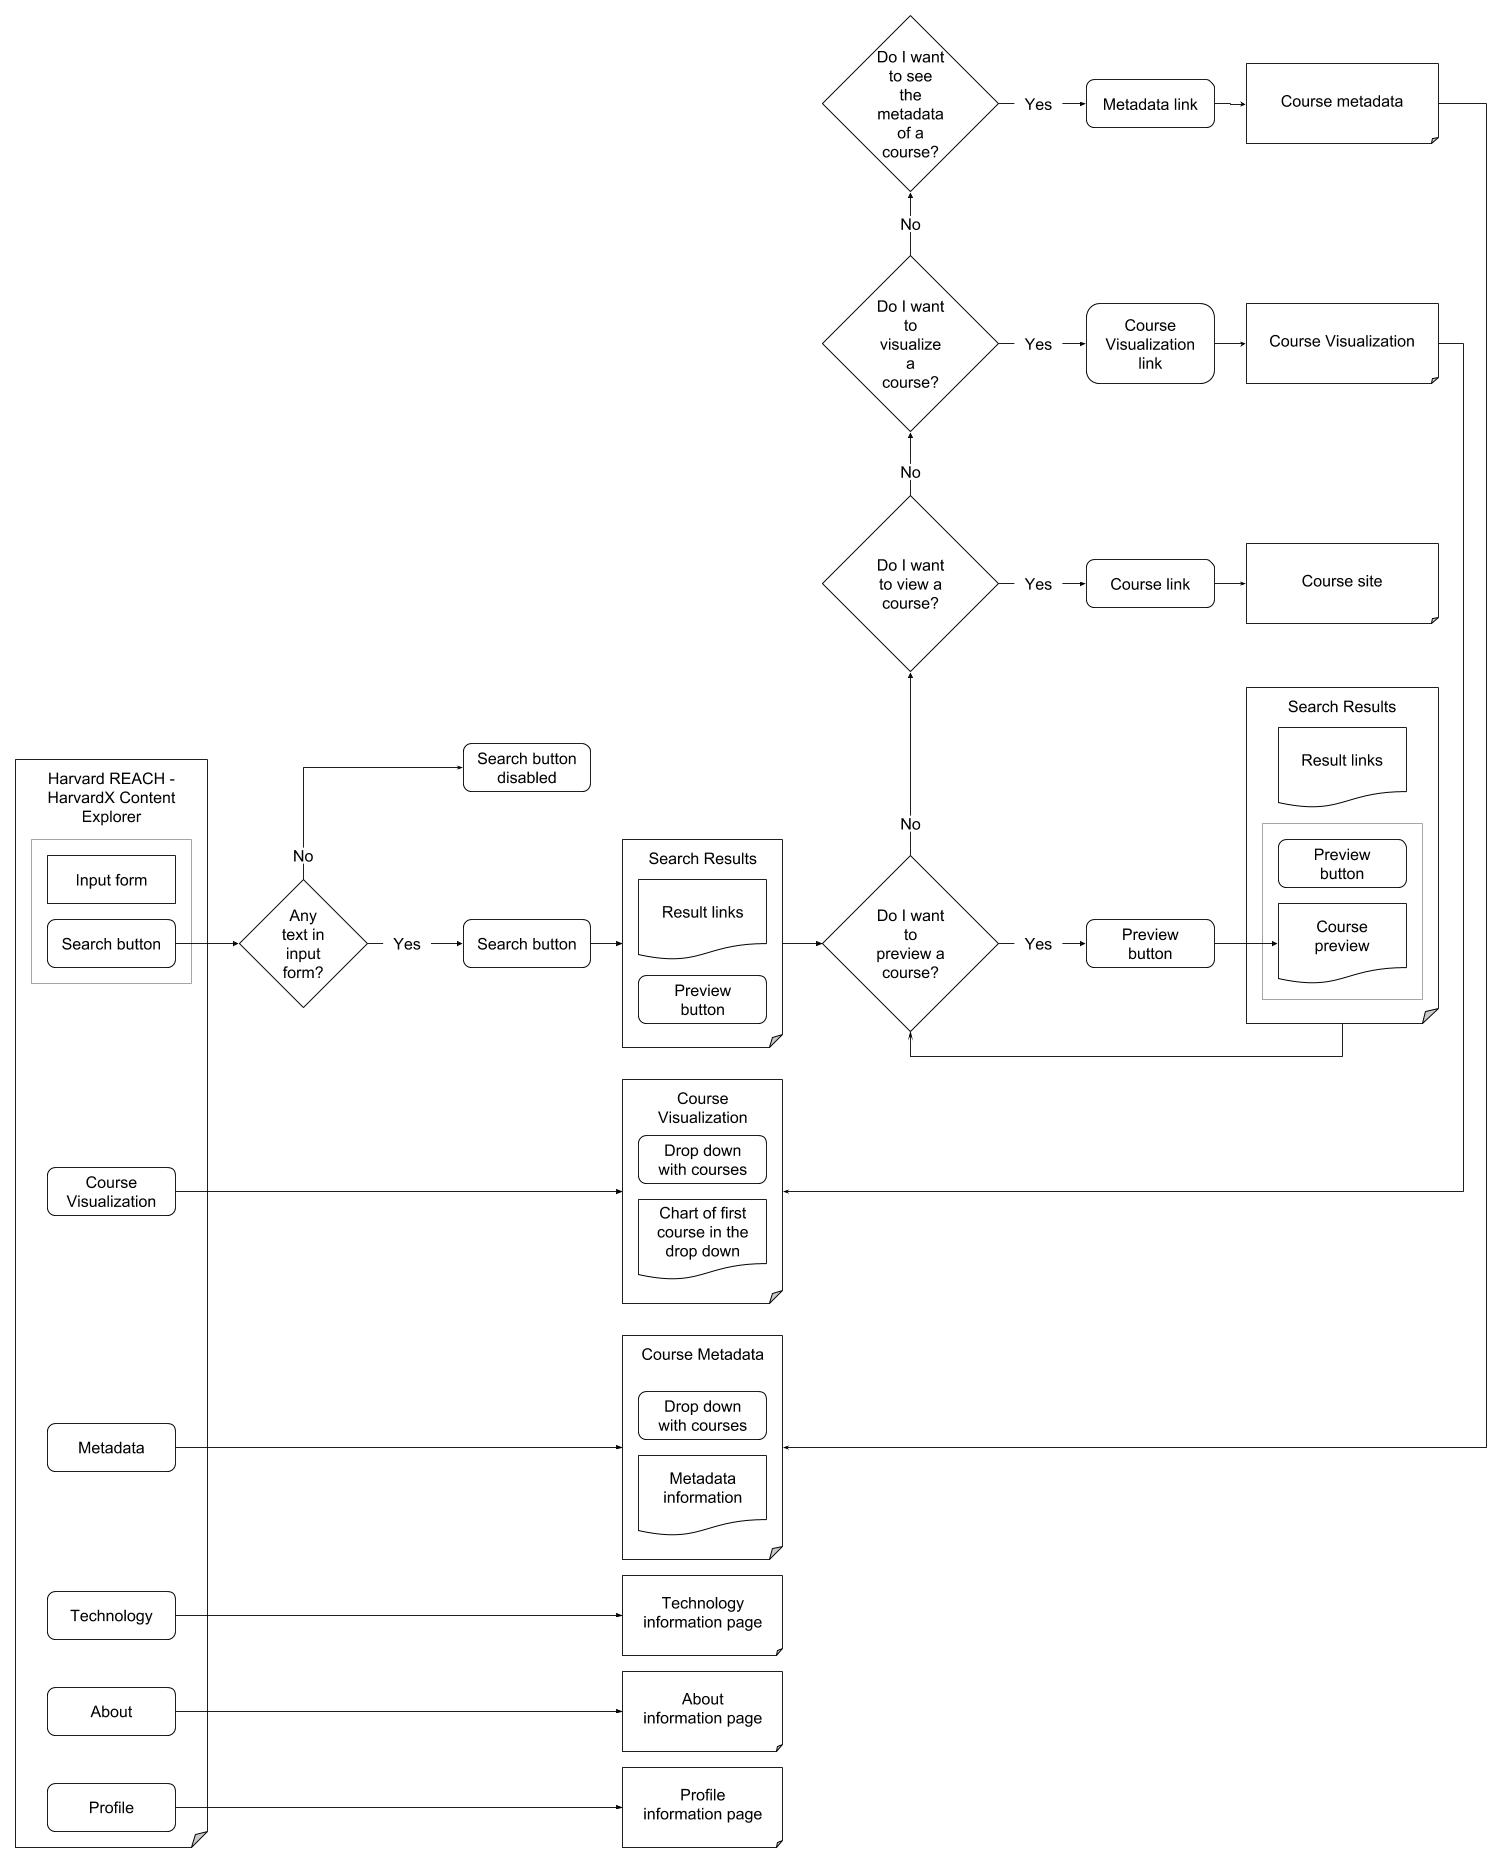 Do I want
to see
the
metadata
of a
course?
Yes
Metadata link
Course metadata
No
Do I want
to
visualize
a
course?
Yes
Course
Visualization
link
Course Visualization
No
Do I want
to view a
course?
Yes
Course link
Course site
No
Search Results
Result links
Preview
button
Course
preview
Harvard REACH -
HarvardX Content
Explorer
Input form
Search button
No
Search button
disabled
Any
text in
input
form?
Yes
Search button
Search Results
Result links
Preview
button
Do I want
to
preview a
course?
Yes
Preview
button
Course
Visualization
Course
Visualization
Drop down
with courses
Chart of first
course in the
drop down
Metadata
Course Metadata
Drop down
with courses
Metadata
information
Technology
Technology
information page
About
About
information page
Profile
Profile
information page